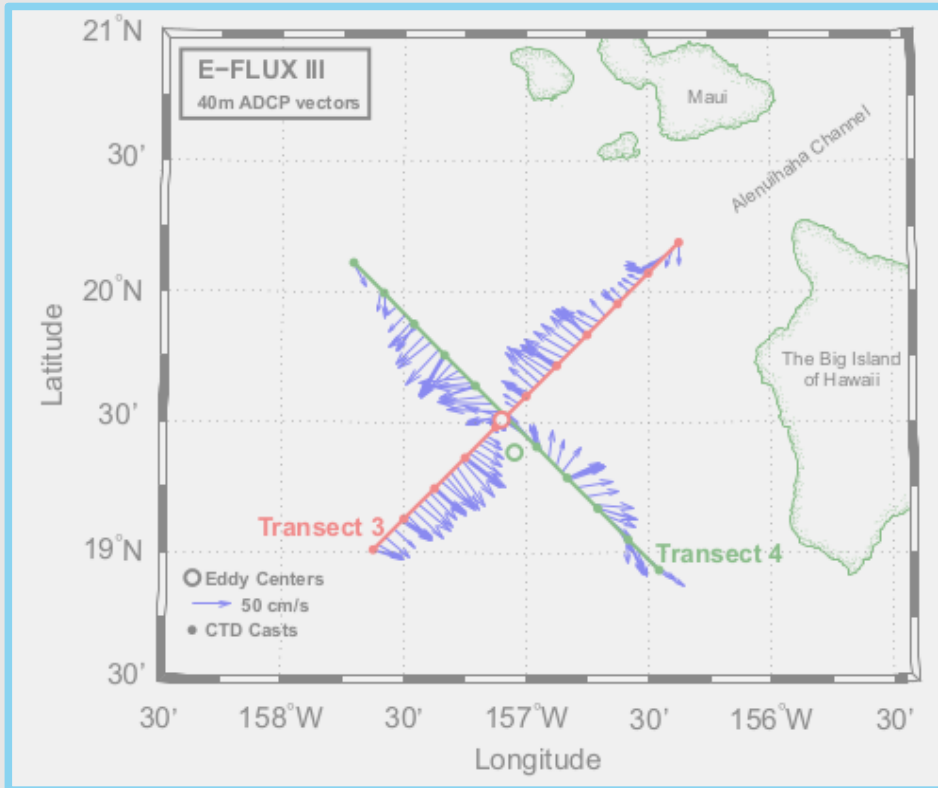 21°N
E−FLUX III
40m ADCP vectors
Maui
Alenuihaha Channel
30'
20°N
Latitude
The Big Island
of Hawaii
30'
Transect 3
19°N
Transect 4
Eddy Centers
50 cm/s
CTD Casts
30'
30'
158°W
30'
157°W
30'
156°W
30'
Longitude